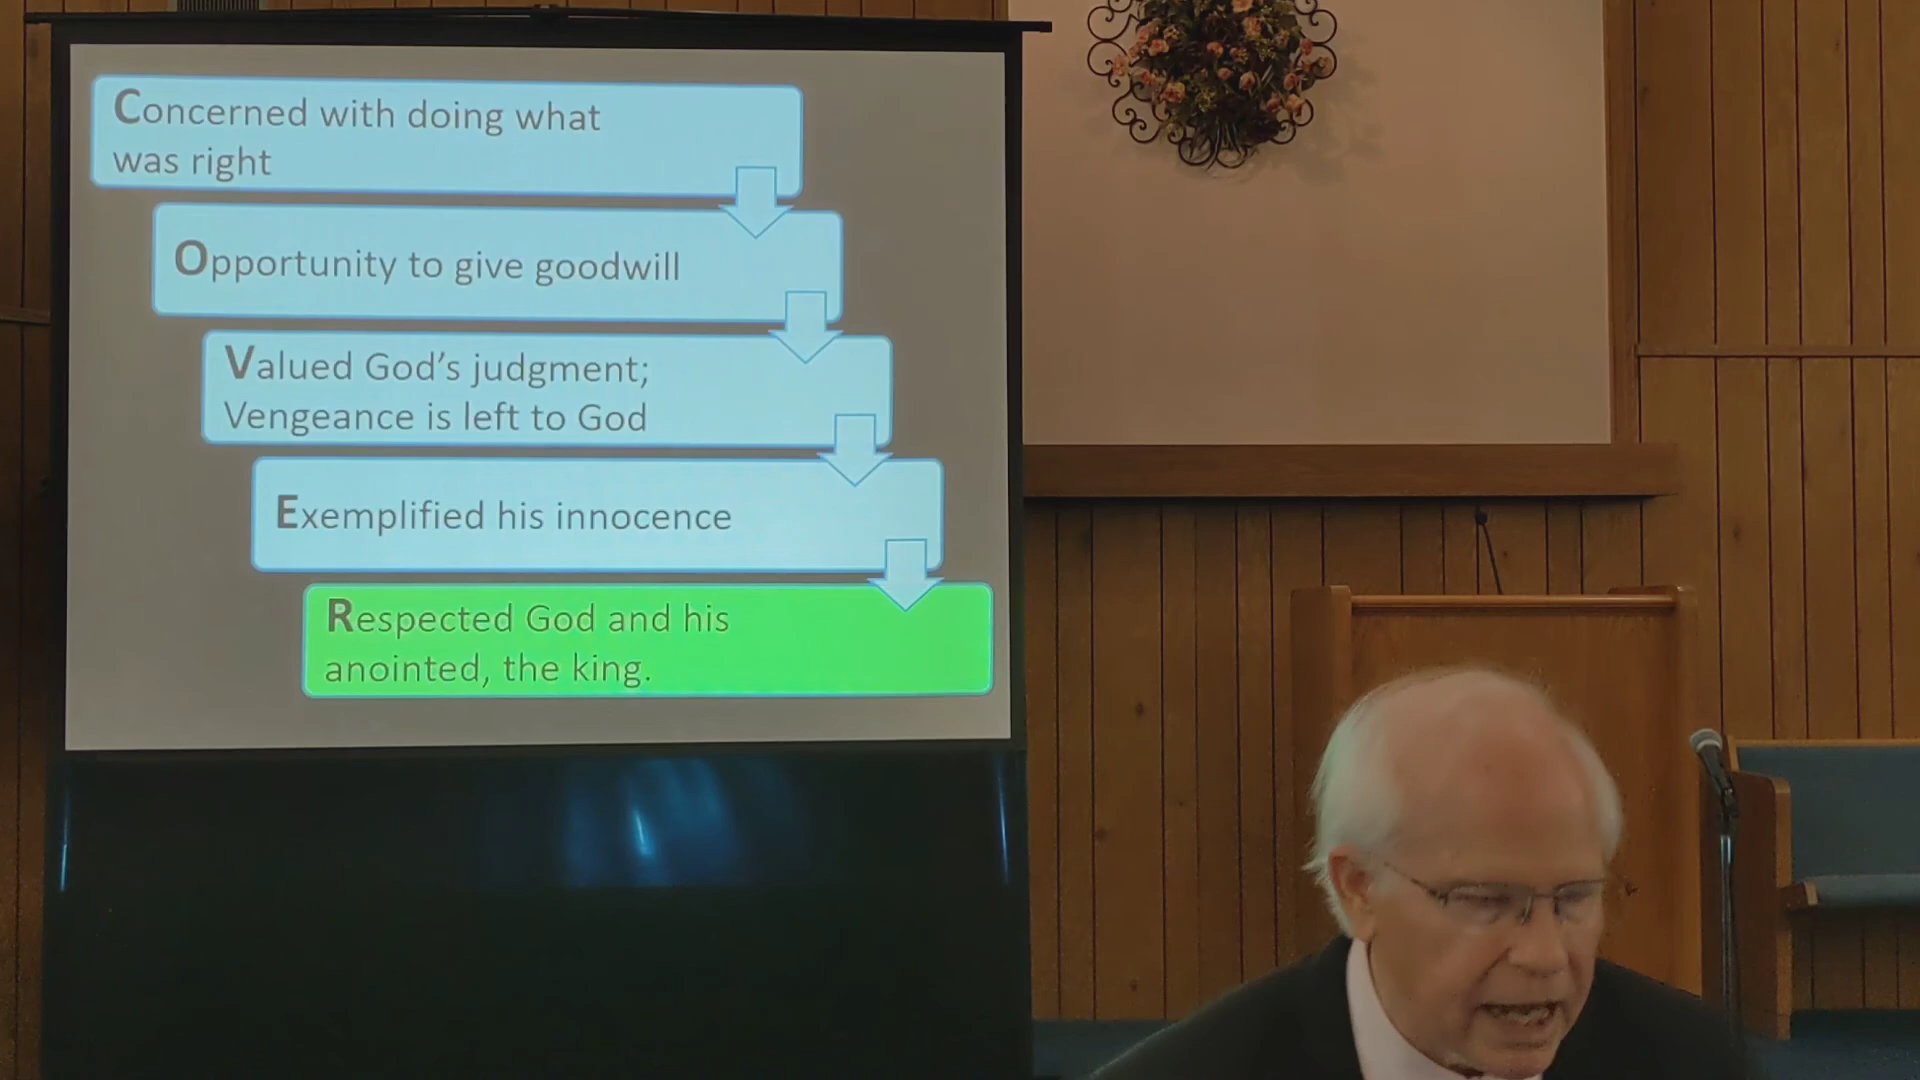 Concerned with doing what
was right
Opportunity to give goodwill
Valued God's judgment;
Vengeance is left to God
Exemplified his innocence
Respected God and his
anointed, the king.